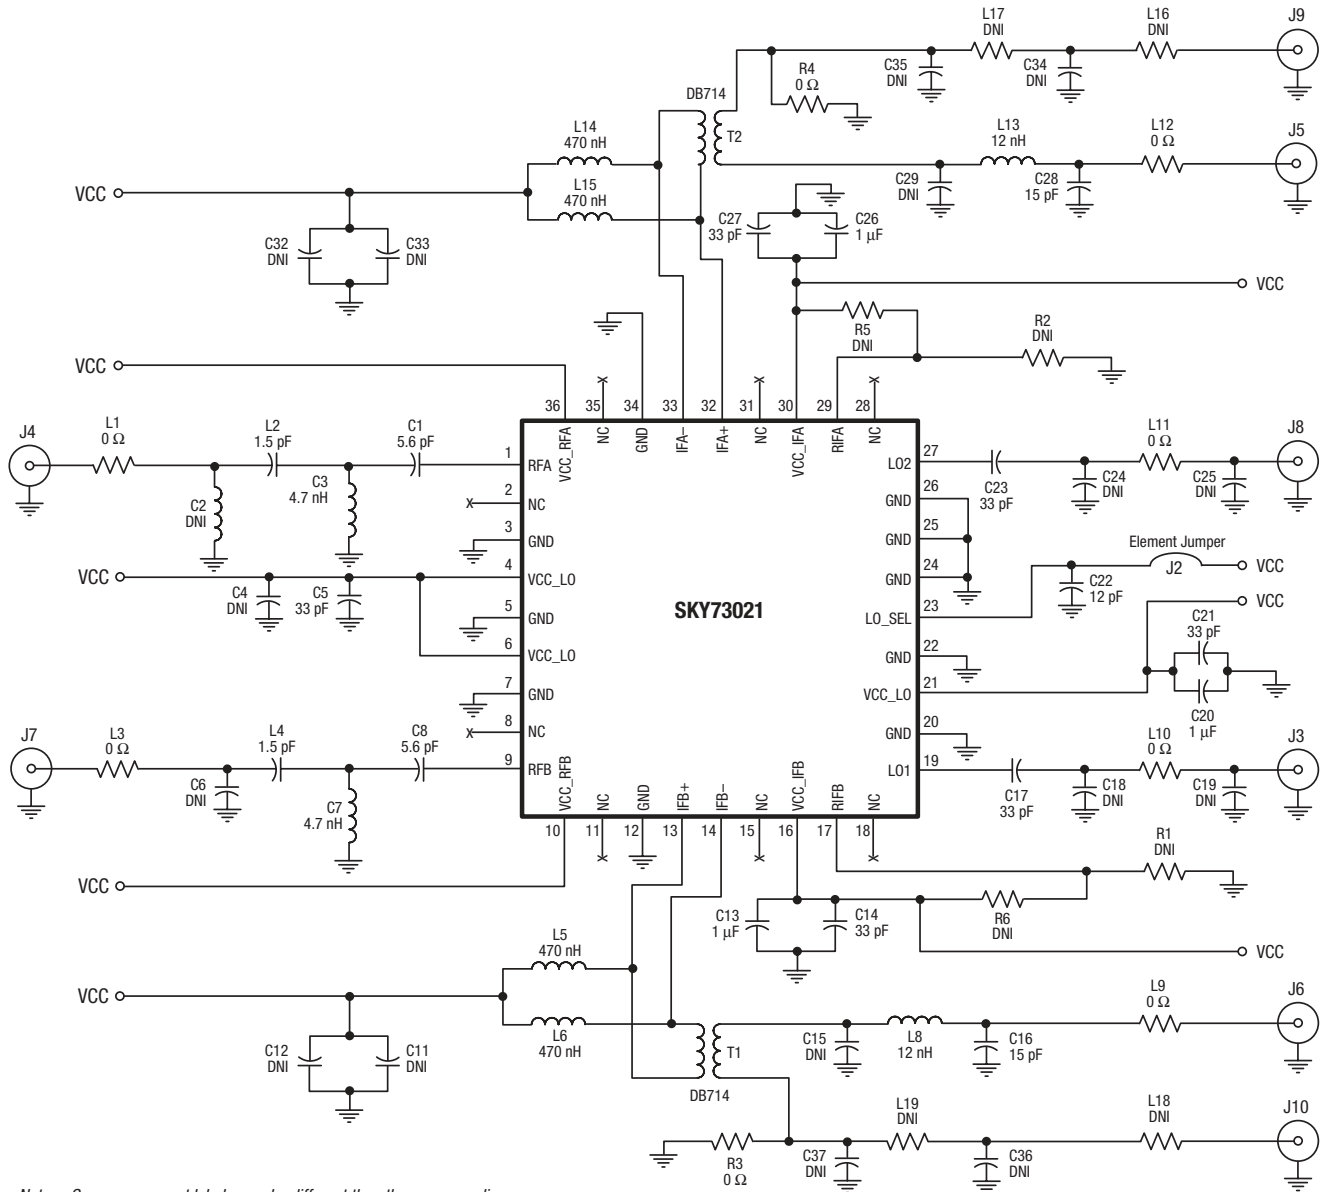 L17
DNI
L16
DNI
J9
C35
DNI
C34
DNI
R4
0 Ω
DB714
T2
L14
470 nH
L15
470 nH
L13
12 nH
L12
0 Ω
J5
C29
DNI
C28
15 pF
VCC
C32
DNI
C33
DNI
C27
33 pF
C26
1 µF
VCC
R5
DNI
R2
DNI
VCC
36
35
34
33
32
31
30
29
28
VCC_RFA
NC
GND
IFA–
IFA+
NC
VCC_IFA
RIFA
NC
J4
L1
0 Ω
L2
1.5 pF
C1
5.6 pF
C2
DNI
C3
4.7 nH
1
RFA
2
X
NC
3
GND
VCC
4
VCC_LO
C4
DNI
C5
33 pF
5
GND
6
VCC_LO
7
GND
8
X
NC
9
RFB
J7
L3
0 Ω
L4
1.5 pF
C8
5.6 pF
C6
DNI
C7
4.7 nH
SKY73021
27
LO2
26
GND
25
GND
24
GND
23
LO_SEL
22
GND
21
VCC_LO
20
GND
19
LO1
L11
0 Ω
J8
C23
33 pF
C24
DNI
C25
DNI
Element Jumper
J2
VCC
C22
12 pF
VCC
C21
33 pF
C20
1 µF
L10
0 Ω
J3
C17
33 pF
C18
DNI
C19
DNI
VCC_RFB
NC
GND
IFB+
IFB–
NC
VCC_IFB
RIFB
NC
10
11
12
13
14
15
16
17
18
R1
DNI
VCC
C13
1 µF
C14
33 pF
R6
DNI
VCC
L5
470 nH
VCC
L6
470 nH
C12
DNI
C11
DNI
T1
DB714
C15
DNI
L8
12 nH
C16
15 pF
L9
0 Ω
J6
R3
0 Ω
C37
DNI
L19
DNI
C36
DNI
L18
DNI
J10